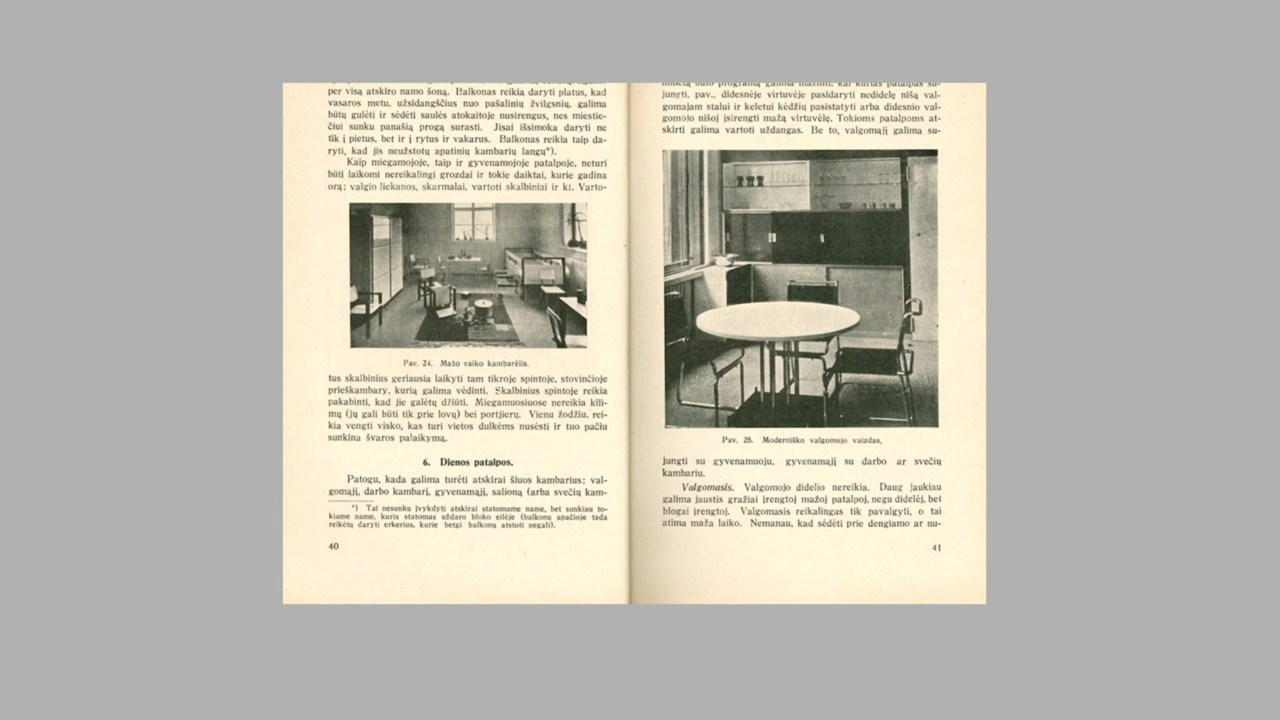 per visą atskiro namo šoną. Balkonas reikia daryti platus, kad
vasaros metu, užsidangščius nuo pašalinių žvilgsnių, galima
būtų gulėti ir sėdėti saulės atokaitoje nusirengus, nes miestie-
čiui sunku panašią progą surasti. Jisai išsimoka daryti ne
tik į pietus, bet ir į rytus ir vakarus. Balkonas reikia taip da-
ryti, kad jis neužstotų apatinių kambarių langų*).
Kaip miegamojoje, taip ir gyvenamojoje patalpoje, neturi
būti laikomi nereikalingi grozdai ir tokie daiktai, kurie gadina
orą; valgio liekanos, skarmalai, vartoti skalbiniai ir kt. Varto-
Pav. 24. Mažo vaiko kambarėlis.
tus skalbinius geriausia laikyti tam tikroje spintoje, stovinčioje
prieškambary, kurią galima vėdinti. Skalbinius spintoje reikia
pakabinti, kad jie galėtų džiūti. Miegamuosiuose nereikia kili-
mų (jų gali būti tik prie lovų) bei portjierų. Vienu žodžiu, rei-
kia vengti visko, kas turi vietos dulkėms nusėsti ir tuo pačiu
sunkina švaros palaikymą.
6. Dienos patalpos.
Patogu, kada galima turėti atskirai šiuos kambarius: val-
gomąjį, darbo kambarį, gyvenamąjį, salioną (arba svečių kam-
*) Tai nesunku įvykdyti atskirai statomame name, bet sunkiau to-
kiame name, kuris statomas uždaro bloko eilėje (balkonų apačioje tada
reikėtų daryti erkerius, kurie betgi balkonų atstoti negali).
40
minėtą buto programą galima mažinti, kai kurias patalpas su-
jungti, pav., didesnėje virtuvėje pasidaryti nedidelę nišą val-
gomajam stalui ir keletui kėdžių pasistatyti arba didesnio val-
gomojo nišoj įsirengti mažą virtuvėlę. Tokioms patalpoms at-
skirti galima vartoti uždangas. Be to, valgomąjį galima su-
Pav. 25. Moderniško valgomojo vaizdas.
jungti su gyvenamuoju, gyvenamąjį su darbo ar svečių
kambariu.
Valgomasis. Valgomojo didelio nereikia. Daug jaukiau
galima jaustis gražiai įrengtoj mažoj patalpoj, negu didelėj, bet
blogai įrengtoj. Valgomasis reikalingas tik pavalgyti, o tai
atima maža laiko. Nemanau, kad sėdėti prie dengiamo ar nu-
41